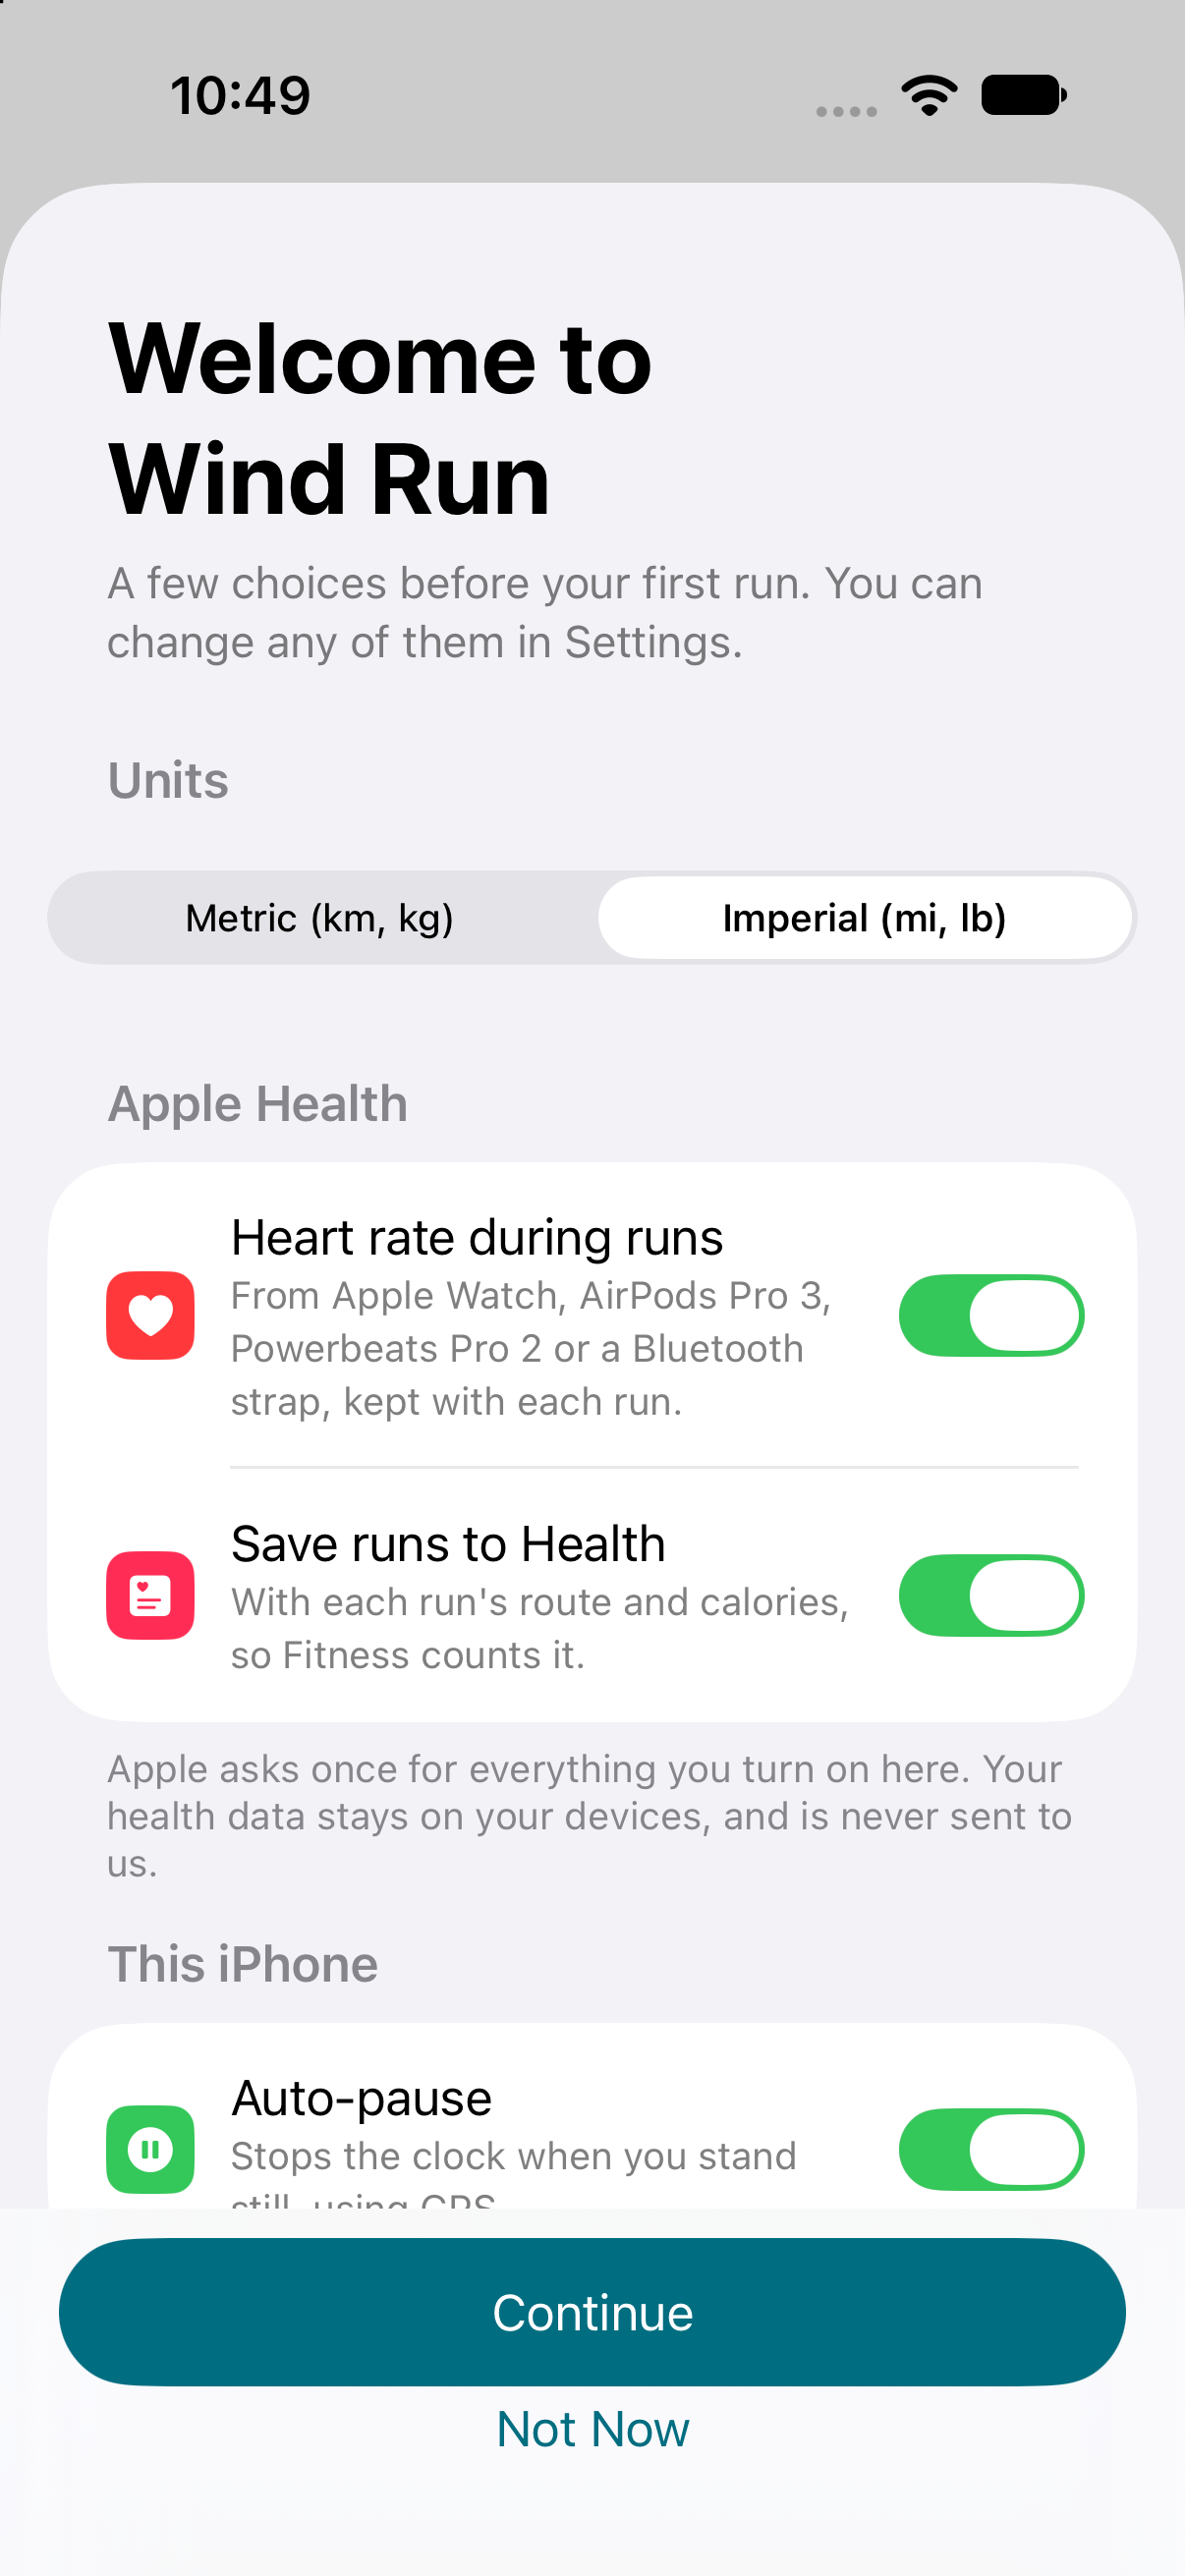 10:49
Welcome to
Wind Run
A few choices before your first run. You can
change any of them in Settings.
Units
Metric (km, kg)
Imperial (mi, lb)
Apple Health
Heart rate during runs
From Apple Watch, AirPods Pro 3,
Powerbeats Pro 2 or a Bluetooth
strap, kept with each run.
Save runs to Health
With each run's route and calories,
so Fitness counts it.
Apple asks once for everything you turn on here. Your
health data stays on your devices, and is never sent to
us.
This iPhone
Auto-pause
Stops the clock when you stand
still, using GPS
Continue
Not Now